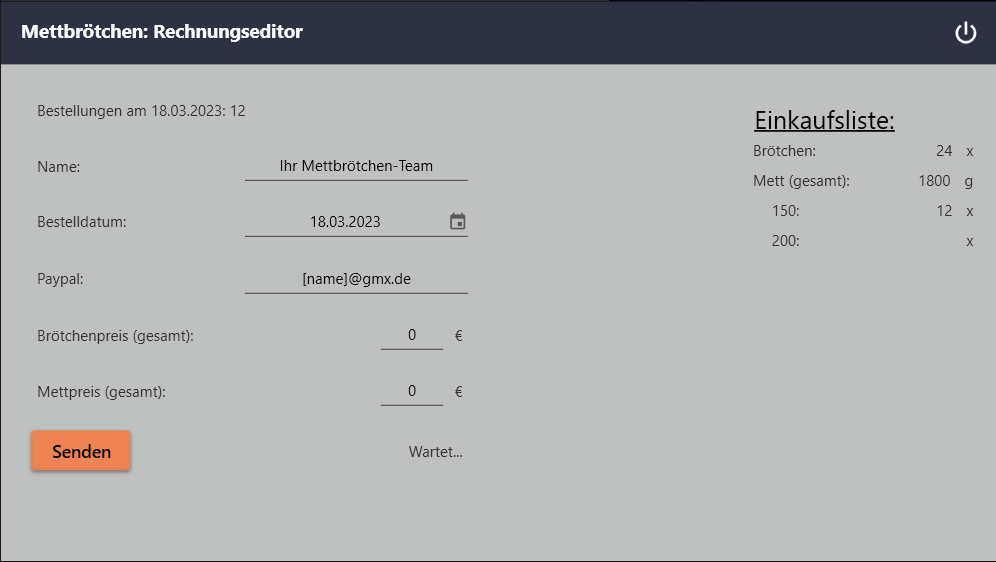 Mettbrötchen: Rechnungseditor
Bestellungen am 18.03.2023: 12
Name: Ihr Mettbrötchen-Team
Bestelldatum: 18.03.2023
Paypal: [name]@gmx.de
Brötchenpreis (gesamt): 0 €
Mettpreis (gesamt): 0 €
Senden Wartet...
Einkaufsliste:
Brötchen: 24 x
Mett (gesamt): 1800 g
150: 12 x
200: x